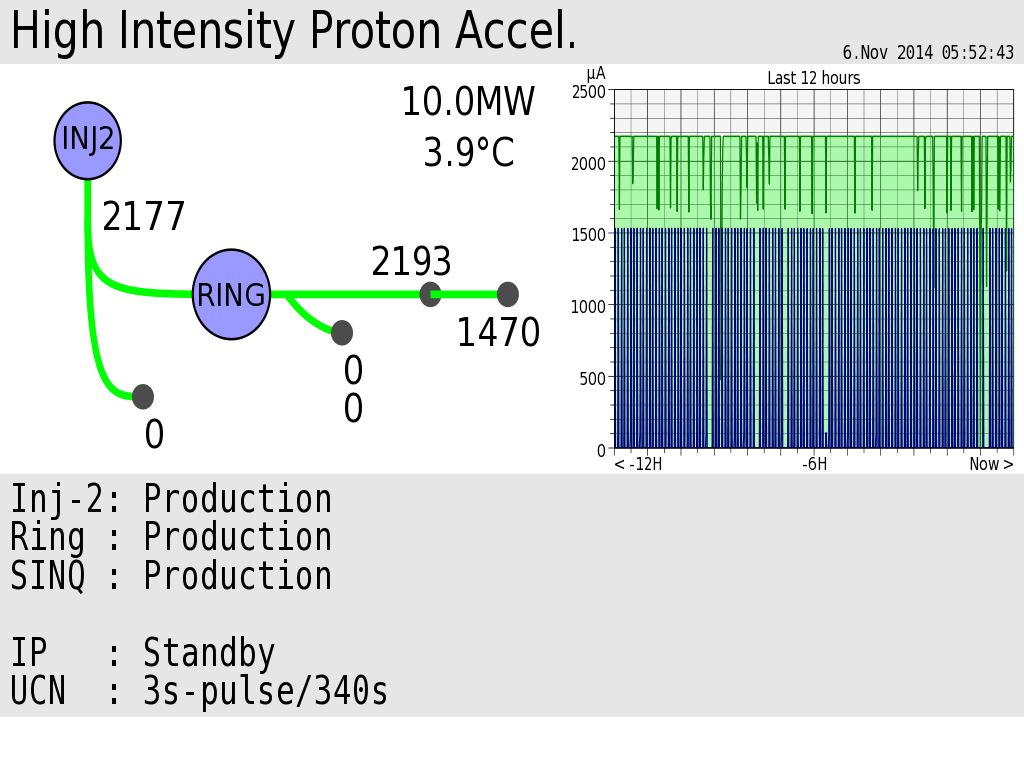 High Intensity Proton Accel.
6.Nov 2014 05:52:43
INJ2
2177
RING
10.0MW
3.9°C
2193
1470
0
0
0
µA
Last 12 hours
2500
2000
1500
1000
500
0
< -12H
-6H
Now >
Inj-2: Production
Ring : Production
SINQ : Production
IP   : Standby
UCN  : 3s-pulse/340s